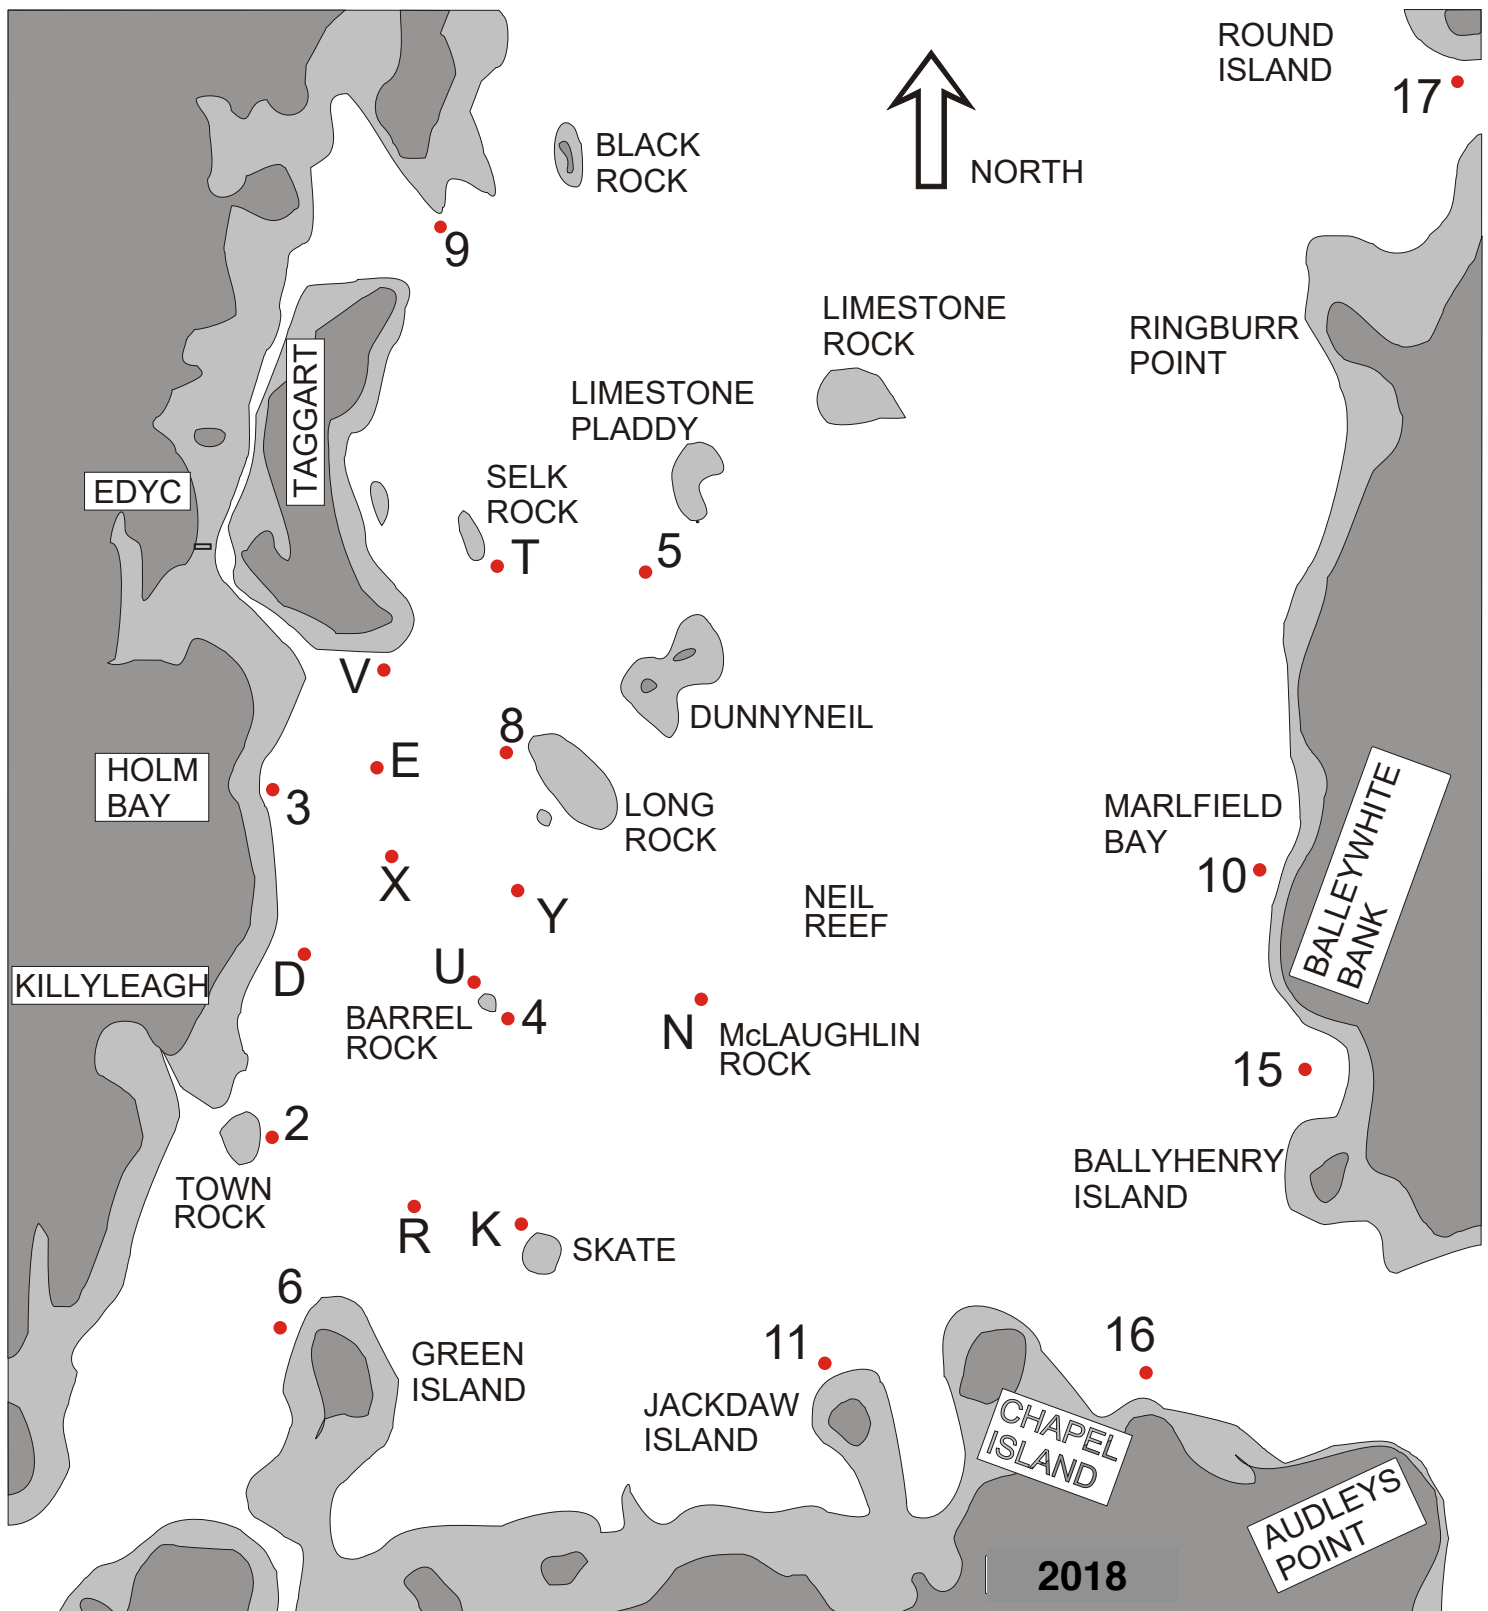 ROUND
ISLAND
17
BLACK
ROCK
NORTH
9
LIMESTONE
ROCK
RINGBURR
POINT
TAGGART
LIMESTONE
PLADDY
EDYC
SELK
ROCK
T
5
V
DUNNYNEIL
8
E
HOLM
BAY
3
LONG
ROCK
MARLFIELD
BAY
BALLEYWHITE
BANK
10
X
Y
NEIL
REEF
U
D
KILLYLEAGH
BARREL
ROCK
4
N
McLAUGHLIN
ROCK
15
2
TOWN
ROCK
BALLYHENRY
ISLAND
R
K
SKATE
6
GREEN
ISLAND
11
16
JACKDAW
ISLAND
CHAPEL
ISLAND
AUDLEYS
POINT
2018